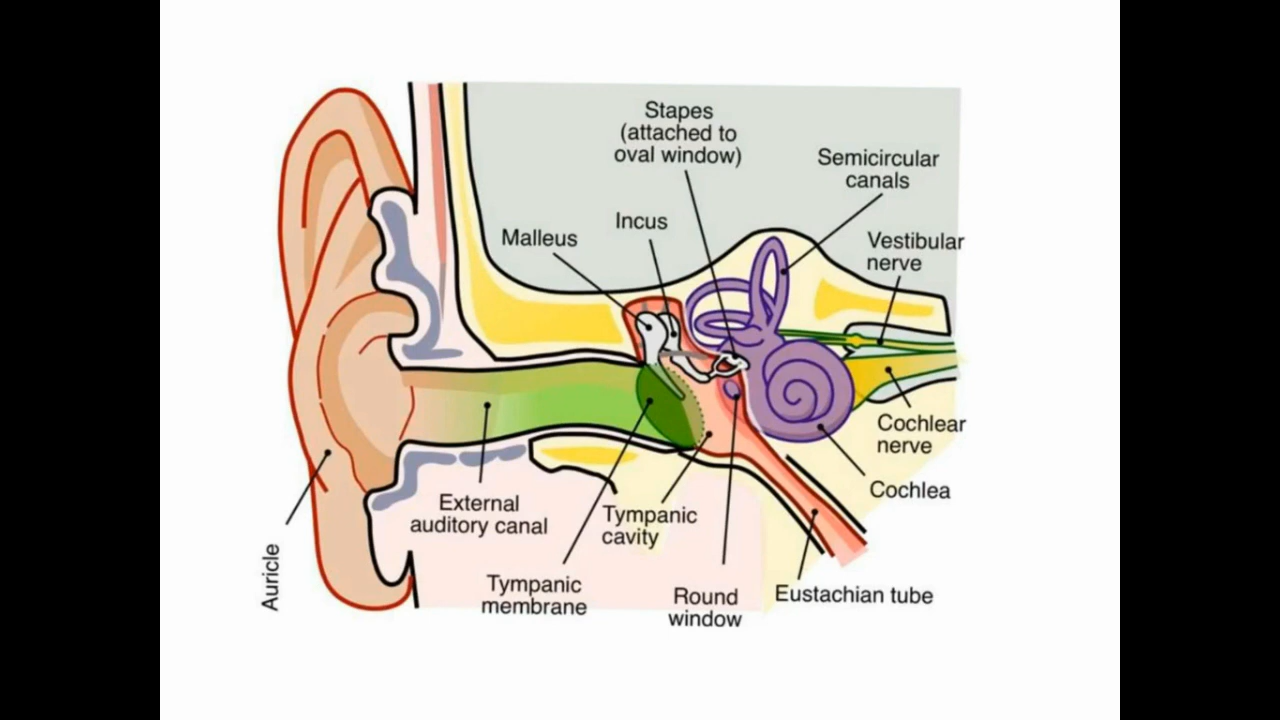 Stapes
(attached to
oval window)
Semicircular
canals
Malleus
Incus
Vestibular
nerve
Cochlear
nerve
Cochlea
External
auditory canal
Tympanic
cavity
Auricle
Tympanic
membrane
Round
window
Eustachian tube